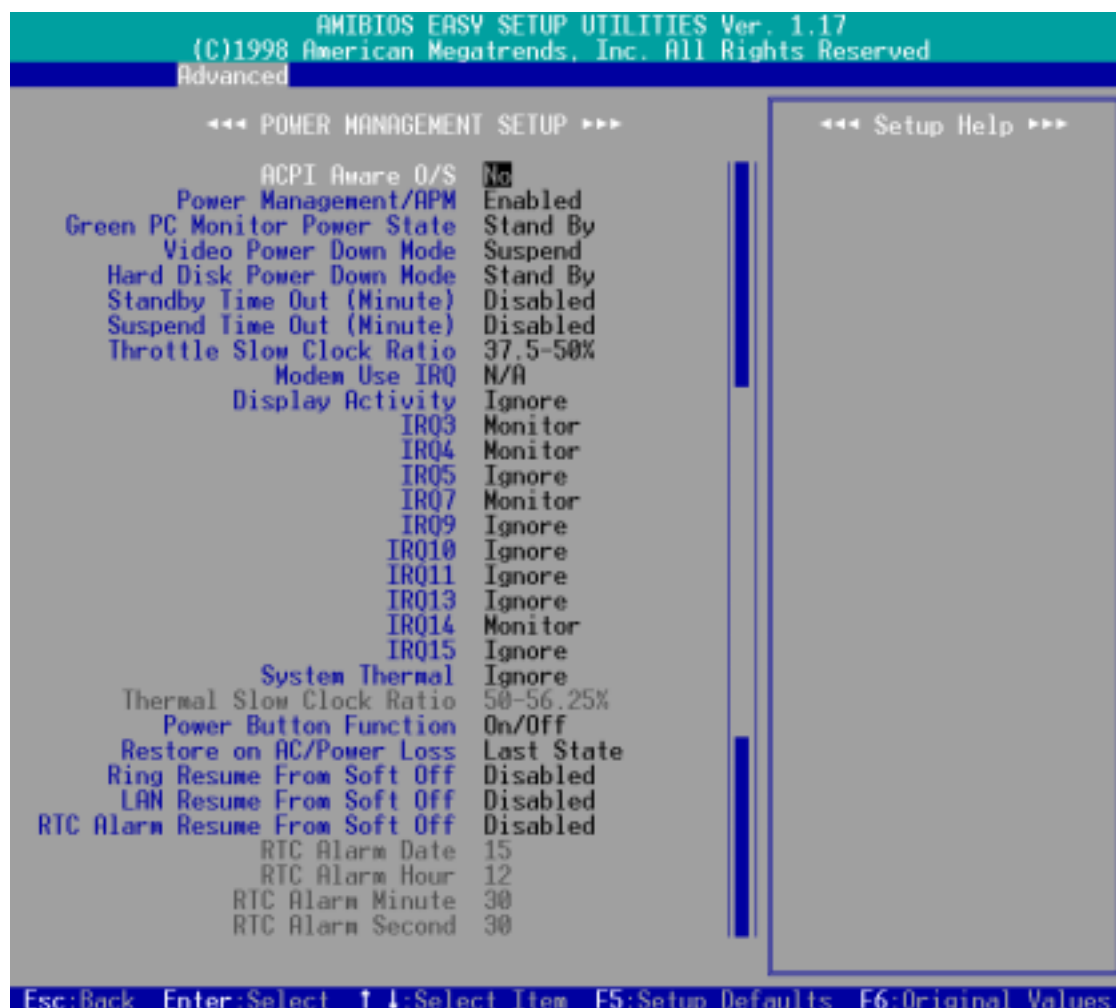 AMIBIOS EASY SETUP UTILITIES Ver. 1.17
(C)1998 American Megatrends, Inc. All Rights Reserved
Advanced
◄◄◄ POWER MANAGEMENT SETUP ►►►
◄◄◄ Setup Help ►►►
ACPI Aware O/S No
Power Management/APM Enabled
Green PC Monitor Power State Stand By
Video Power Down Mode Suspend
Hard Disk Power Down Mode Stand By
Standby Time Out (Minute) Disabled
Suspend Time Out (Minute) Disabled
Throttle Slow Clock Ratio 37.5-50%
Modem Use IRQ N/A
Display Activity Ignore
IRQ3 Monitor
IRQ4 Monitor
IRQ5 Ignore
IRQ7 Monitor
IRQ9 Ignore
IRQ10 Ignore
IRQ11 Ignore
IRQ13 Ignore
IRQ14 Monitor
IRQ15 Ignore
System Thermal Ignore
Thermal Slow Clock Ratio 50-56.25%
Power Button Function On/Off
Restore on AC/Power Loss Last State
Ring Resume From Soft Off Disabled
LAN Resume From Soft Off Disabled
RTC Alarm Resume From Soft Off Disabled
RTC Alarm Date 15
RTC Alarm Hour 12
RTC Alarm Minute 30
RTC Alarm Second 30
Esc:Back Enter:Select ↑ ↓:Select Item F5:Setup Defaults F6:Original Values